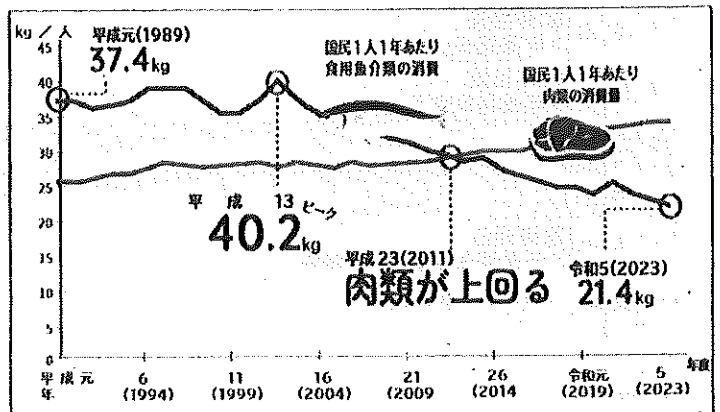 kg/人
45
40
35
30
25
20
15
10
5
0
平成元(1989)
37.4kg
国民1人1年あたり
食用魚介類の消費
国民1人1年あたり
肉類の消費量
平成13ピーク
40.2kg
平成23(2011)
肉類が上回る
令和5(2023)
21.4kg
平成元年
6
(1994)
11
(1999)
16
(2004)
21
(2009
26
(2014
令和元
(2019)
5
(2023)
年度